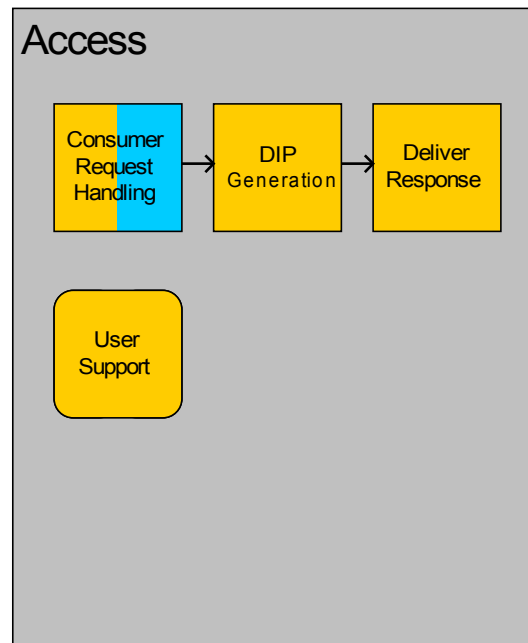 Access
Consumer
Request
Handling
DIP
Generation
Deliver
Response
User
Support